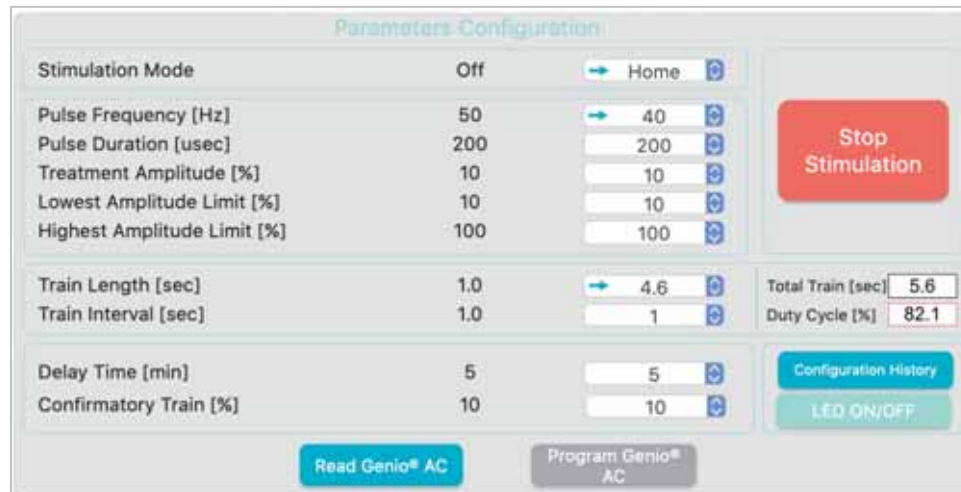 Parameters Configuration
Stimulation Mode Off Home
Pulse Frequency [Hz] 50 40
Pulse Duration [usec] 200 200
Treatment Amplitude [%] 10 10
Lowest Amplitude Limit [%] 10 10
Highest Amplitude Limit [%] 100 100
Stop
Stimulation
Train Length [sec] 1.0 4.6
Train Interval [sec] 1.0 1
Total Train [sec] 5.6
Duty Cycle [%] 82.1
Delay Time [min] 5 5
Confirmatory Train [%] 10 10
Configuration History
LED ON/OFF
Read Genio® AC
Program Genio®
AC